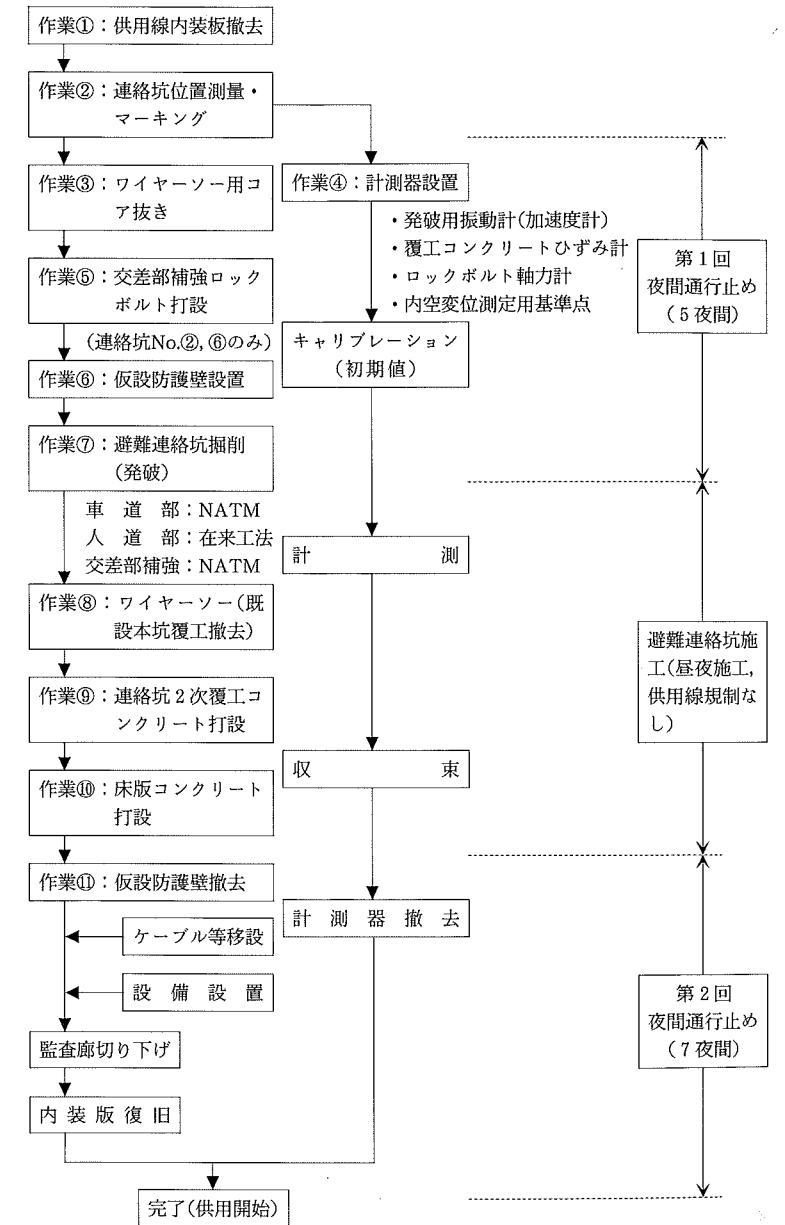 作業①：供用線内装板撤去
作業②：連絡坑位置測量・
マーキング
作業③：ワイヤーソー用コ
ア抜き
作業④：計測器設置
・発破用振動計(加速度計)
・覆工コンクリートひずみ計
・ロックボルト軸力計
・内空変位測定用基準点
作業⑤：交差部補強ロック
ボルト打設
(連絡坑No.②, ⑥のみ)
キャリブレーション
(初期値)
第1回
夜間通行止め
(5夜間)
作業⑥：仮設防護壁設置
作業⑦：避難連絡坑掘削
(発破)
車道部：NATM
人道部：在来工法
交差部補強：NATM
計測
作業⑧：ワイヤーソー(既
設本坑覆工撤去)
作業⑨：連絡坑2次覆工コ
ンクリート打設
避難連絡坑施
工(昼夜施工,
供用線規制な
し)
収束
作業⑩：床版コンクリート
打設
作業⑪：仮設防護壁撤去
計測器撤去
ケーブル等移設
設備設置
第2回
夜間通行止め
(7夜間)
監査廊切り下げ
内装版復旧
完了(供用開始)